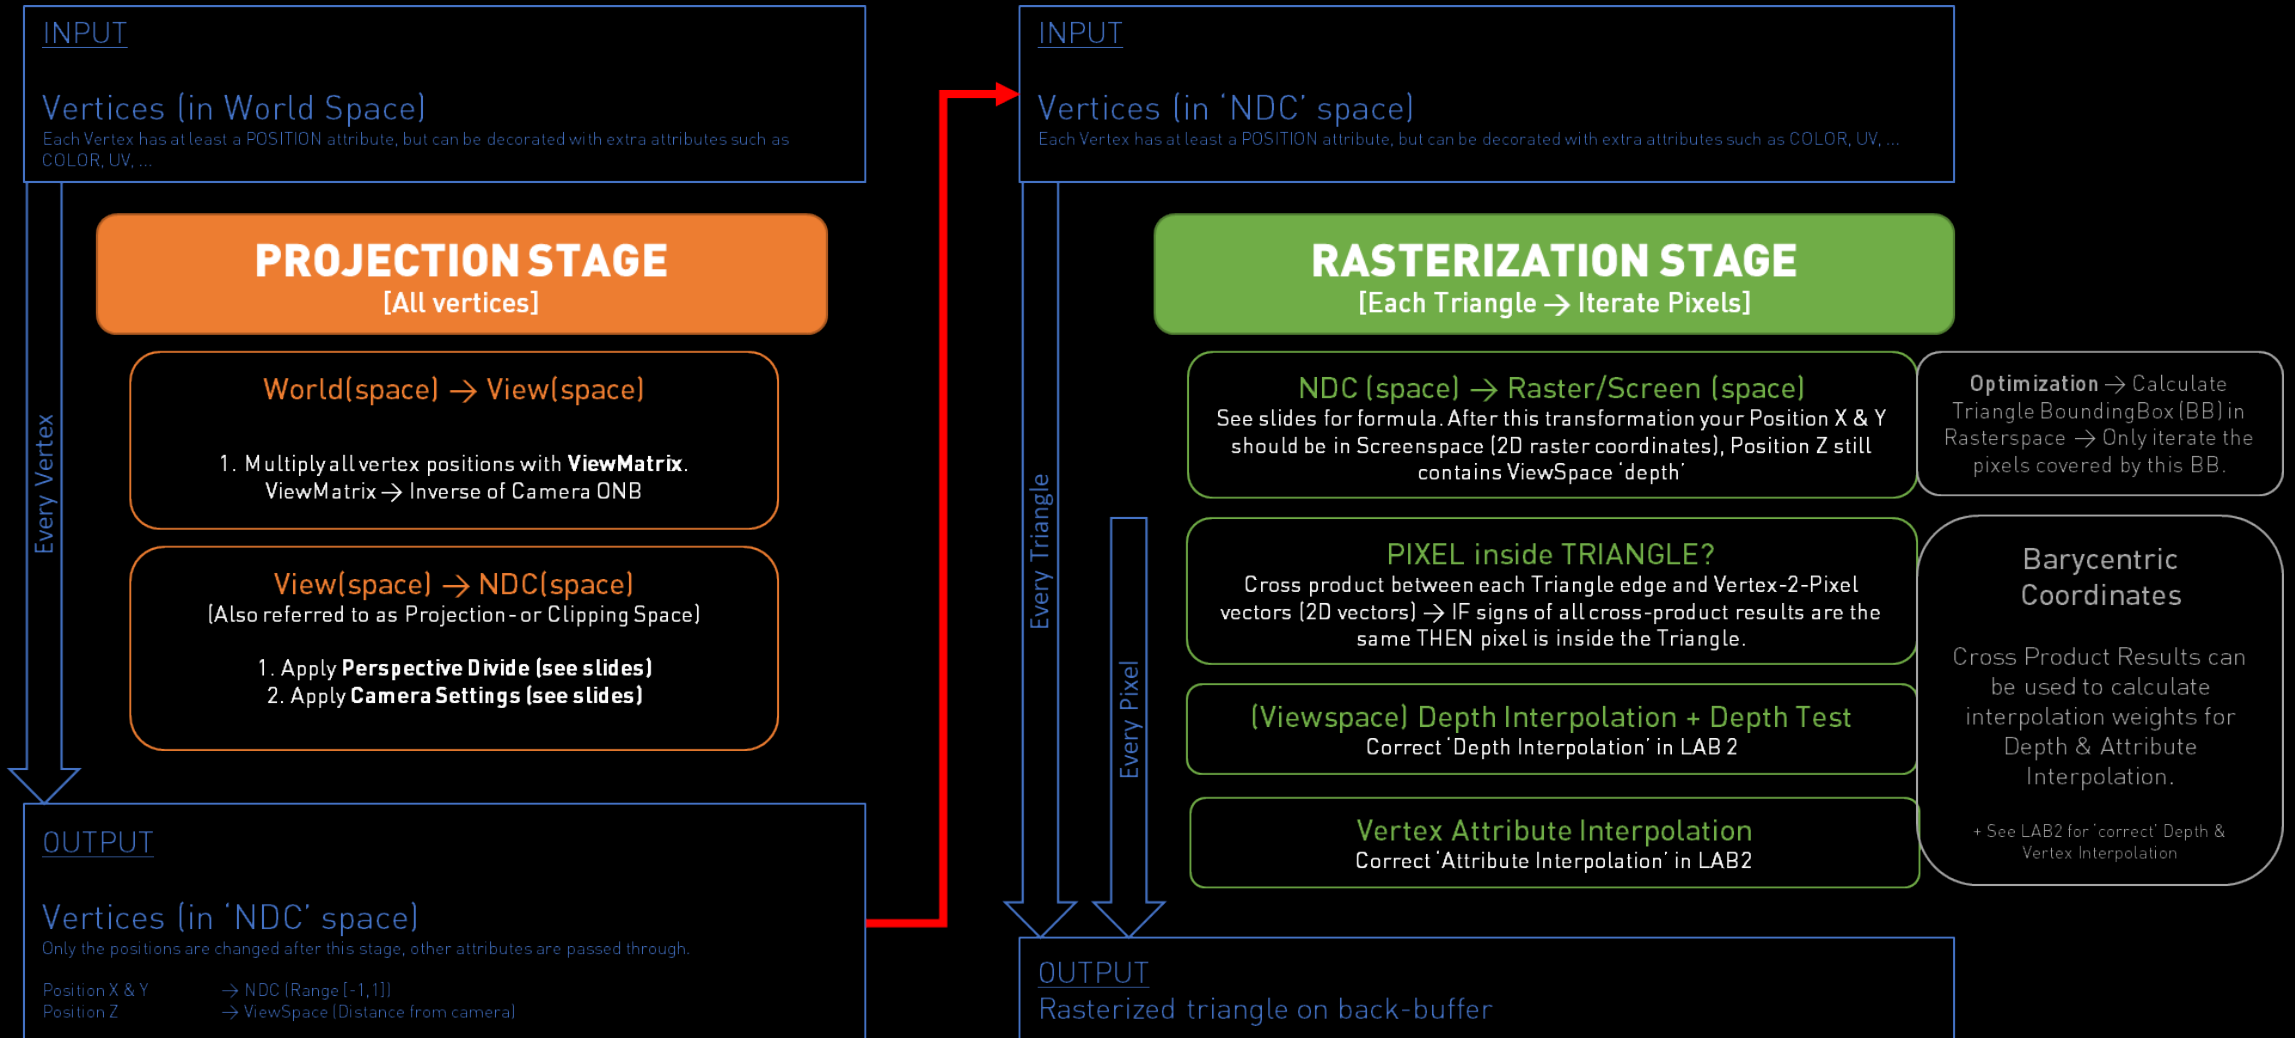 INPUT
Vertices (in World Space)
Each Vertex has at least a POSITION attribute, but can be decorated with extra attributes such as
COLOR, UV, ...
Every Vertex
PROJECTION STAGE
[All vertices]
World(space) → View(space)
1. Multiply all vertex positions with ViewMatrix.
ViewMatrix → Inverse of Camera ONB
View(space) → NDC(space)
(Also referred to as Projection- or Clipping Space)
1. Apply Perspective Divide (see slides)
2. Apply Camera Settings (see slides)
OUTPUT
Vertices (in ‘NDC’ space)
Only the positions are changed after this stage, other attributes are passed through.
Position X & Y → NDC (Range [-1,1])
Position Z → ViewSpace (Distance from camera)
INPUT
Vertices (in ‘NDC’ space)
Each Vertex has at least a POSITION attribute, but can be decorated with extra attributes such as COLOR, UV, ...
Every Triangle
Every Pixel
RASTERIZATION STAGE
[Each Triangle → Iterate Pixels]
NDC (space) → Raster/Screen (space)
See slides for formula. After this transformation your Position X & Y
should be in Screenspace (2D raster coordinates), Position Z still
contains ViewSpace ‘depth’
Optimization → Calculate
Triangle BoundingBox (BB) in
Rasterspace → Only iterate the
pixels covered by this BB.
PIXEL inside TRIANGLE?
Cross product between each Triangle edge and Vertex-2-Pixel
vectors (2D vectors) → IF signs of all cross-product results are the
same THEN pixel is inside the Triangle.
(Viewspace) Depth Interpolation + Depth Test
Correct ‘Depth Interpolation’ in LAB 2
Vertex Attribute Interpolation
Correct ‘Attribute Interpolation’ in LAB2
Barycentric
Coordinates
Cross Product Results can
be used to calculate
interpolation weights for
Depth & Attribute
Interpolation.
+ See LAB2 for ‘correct’ Depth &
Vertex Interpolation
OUTPUT
Rasterized triangle on back-buffer